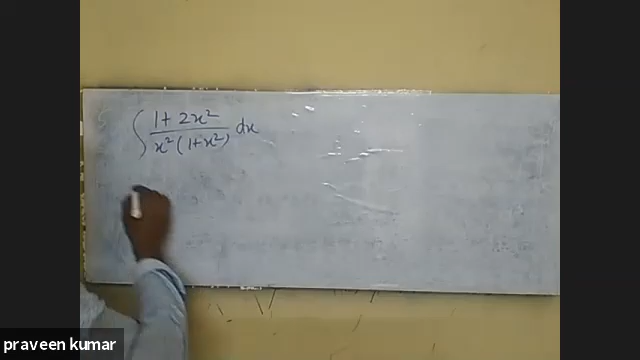 ∫ (1 + 2x²) / (x² (1+x²)) dx
praveen kumar